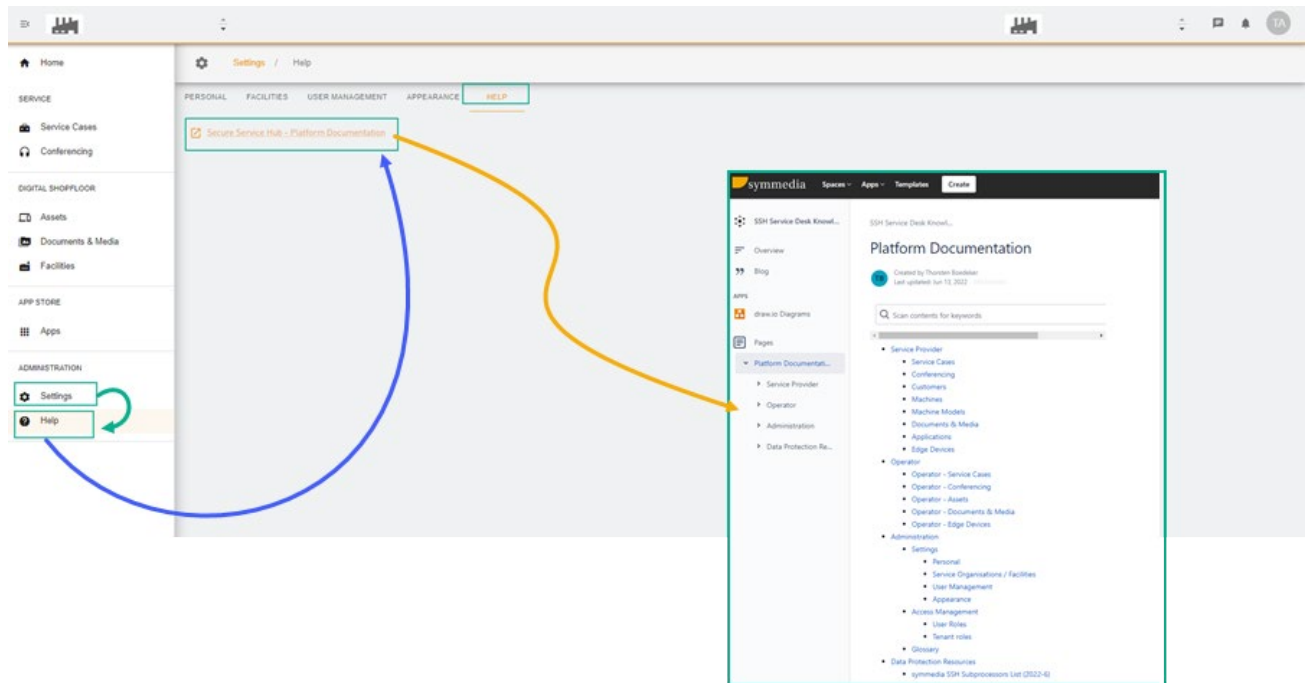 TA
Home
Settings / Help
SERVICE
Service Cases
Conferencing
DIGITAL SHOPFLOOR
Assets
Documents & Media
Facilities
APP STORE
Apps
ADMINISTRATION
Settings
Help
PERSONAL FACILITIES USER MANAGEMENT APPEARANCE HELP
Secure Service Hub - Platform Documentation
symmedia Spaces Apps Templates Create
SSH Service Desk Knowl...
Overview
Blog
APPS
draw.io Diagrams
Pages
Platform Documentati...
Service Provider
Operator
Administration
Data Protection Re...
SSH Service Desk Knowl...
Platform Documentation
TB
Created by Thorsten Boedeker
Last updated: Jun 13, 2022
Scan contents for keywords
Service Provider
Service Cases
Conferencing
Customers
Machines
Machine Models
Documents & Media
Applications
Edge Devices
Operator
Operator - Service Cases
Operator - Conferencing
Operator - Assets
Operator - Documents & Media
Operator - Edge Devices
Administration
Settings
Personal
Service Organisations / Facilities
User Management
Appearance
Access Management
User Roles
Tenant roles
Glossary
Data Protection Resources
symmedia SSH Subprocessors List (2022-6)